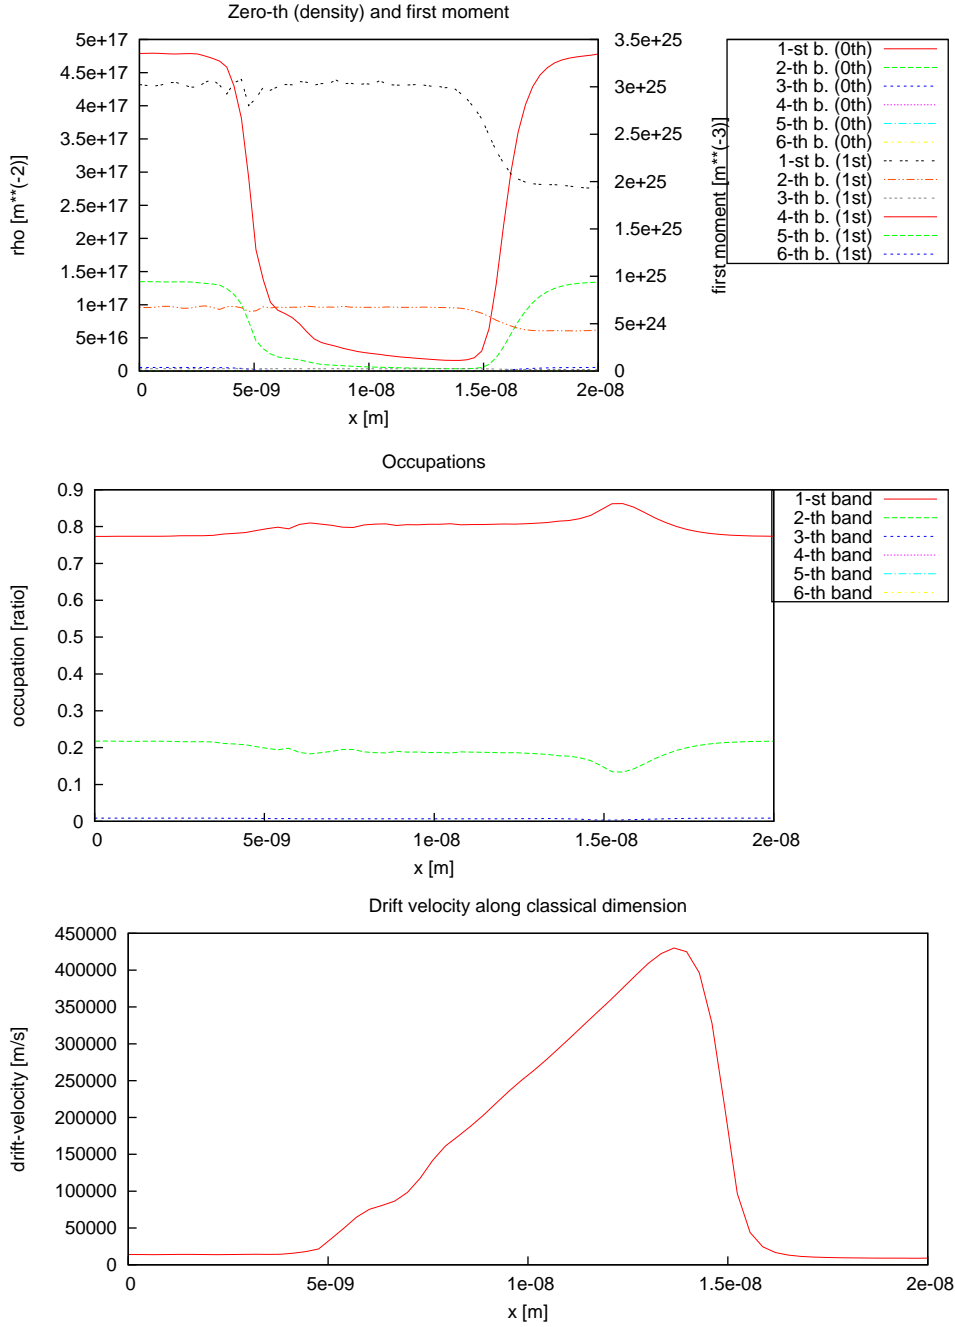 Zero-th (density) and first moment
5e+17
4.5e+17
4e+17
3.5e+17
3e+17
2.5e+17
2e+17
1.5e+17
1e+17
5e+16
0
rho [m**(-2)]
3.5e+25
3e+25
2.5e+25
2e+25
1.5e+25
1e+25
5e+24
0
first moment [m**(-3)]
0 5e-09 1e-08 1.5e-08 2e-08
x [m]
1-st b. (0th)
2-th b. (0th)
3-th b. (0th)
4-th b. (0th)
5-th b. (0th)
6-th b. (0th)
1-st b. (1st)
2-th b. (1st)
3-th b. (1st)
4-th b. (1st)
5-th b. (1st)
6-th b. (1st)
Occupations
0.9
0.8
0.7
0.6
0.5
0.4
0.3
0.2
0.1
0
occupation [ratio]
0 5e-09 1e-08 1.5e-08 2e-08
x [m]
1-st band
2-th band
3-th band
4-th band
5-th band
6-th band
Drift velocity along classical dimension
450000
400000
350000
300000
250000
200000
150000
100000
50000
0
drift-velocity [m/s]
0 5e-09 1e-08 1.5e-08 2e-08
x [m]